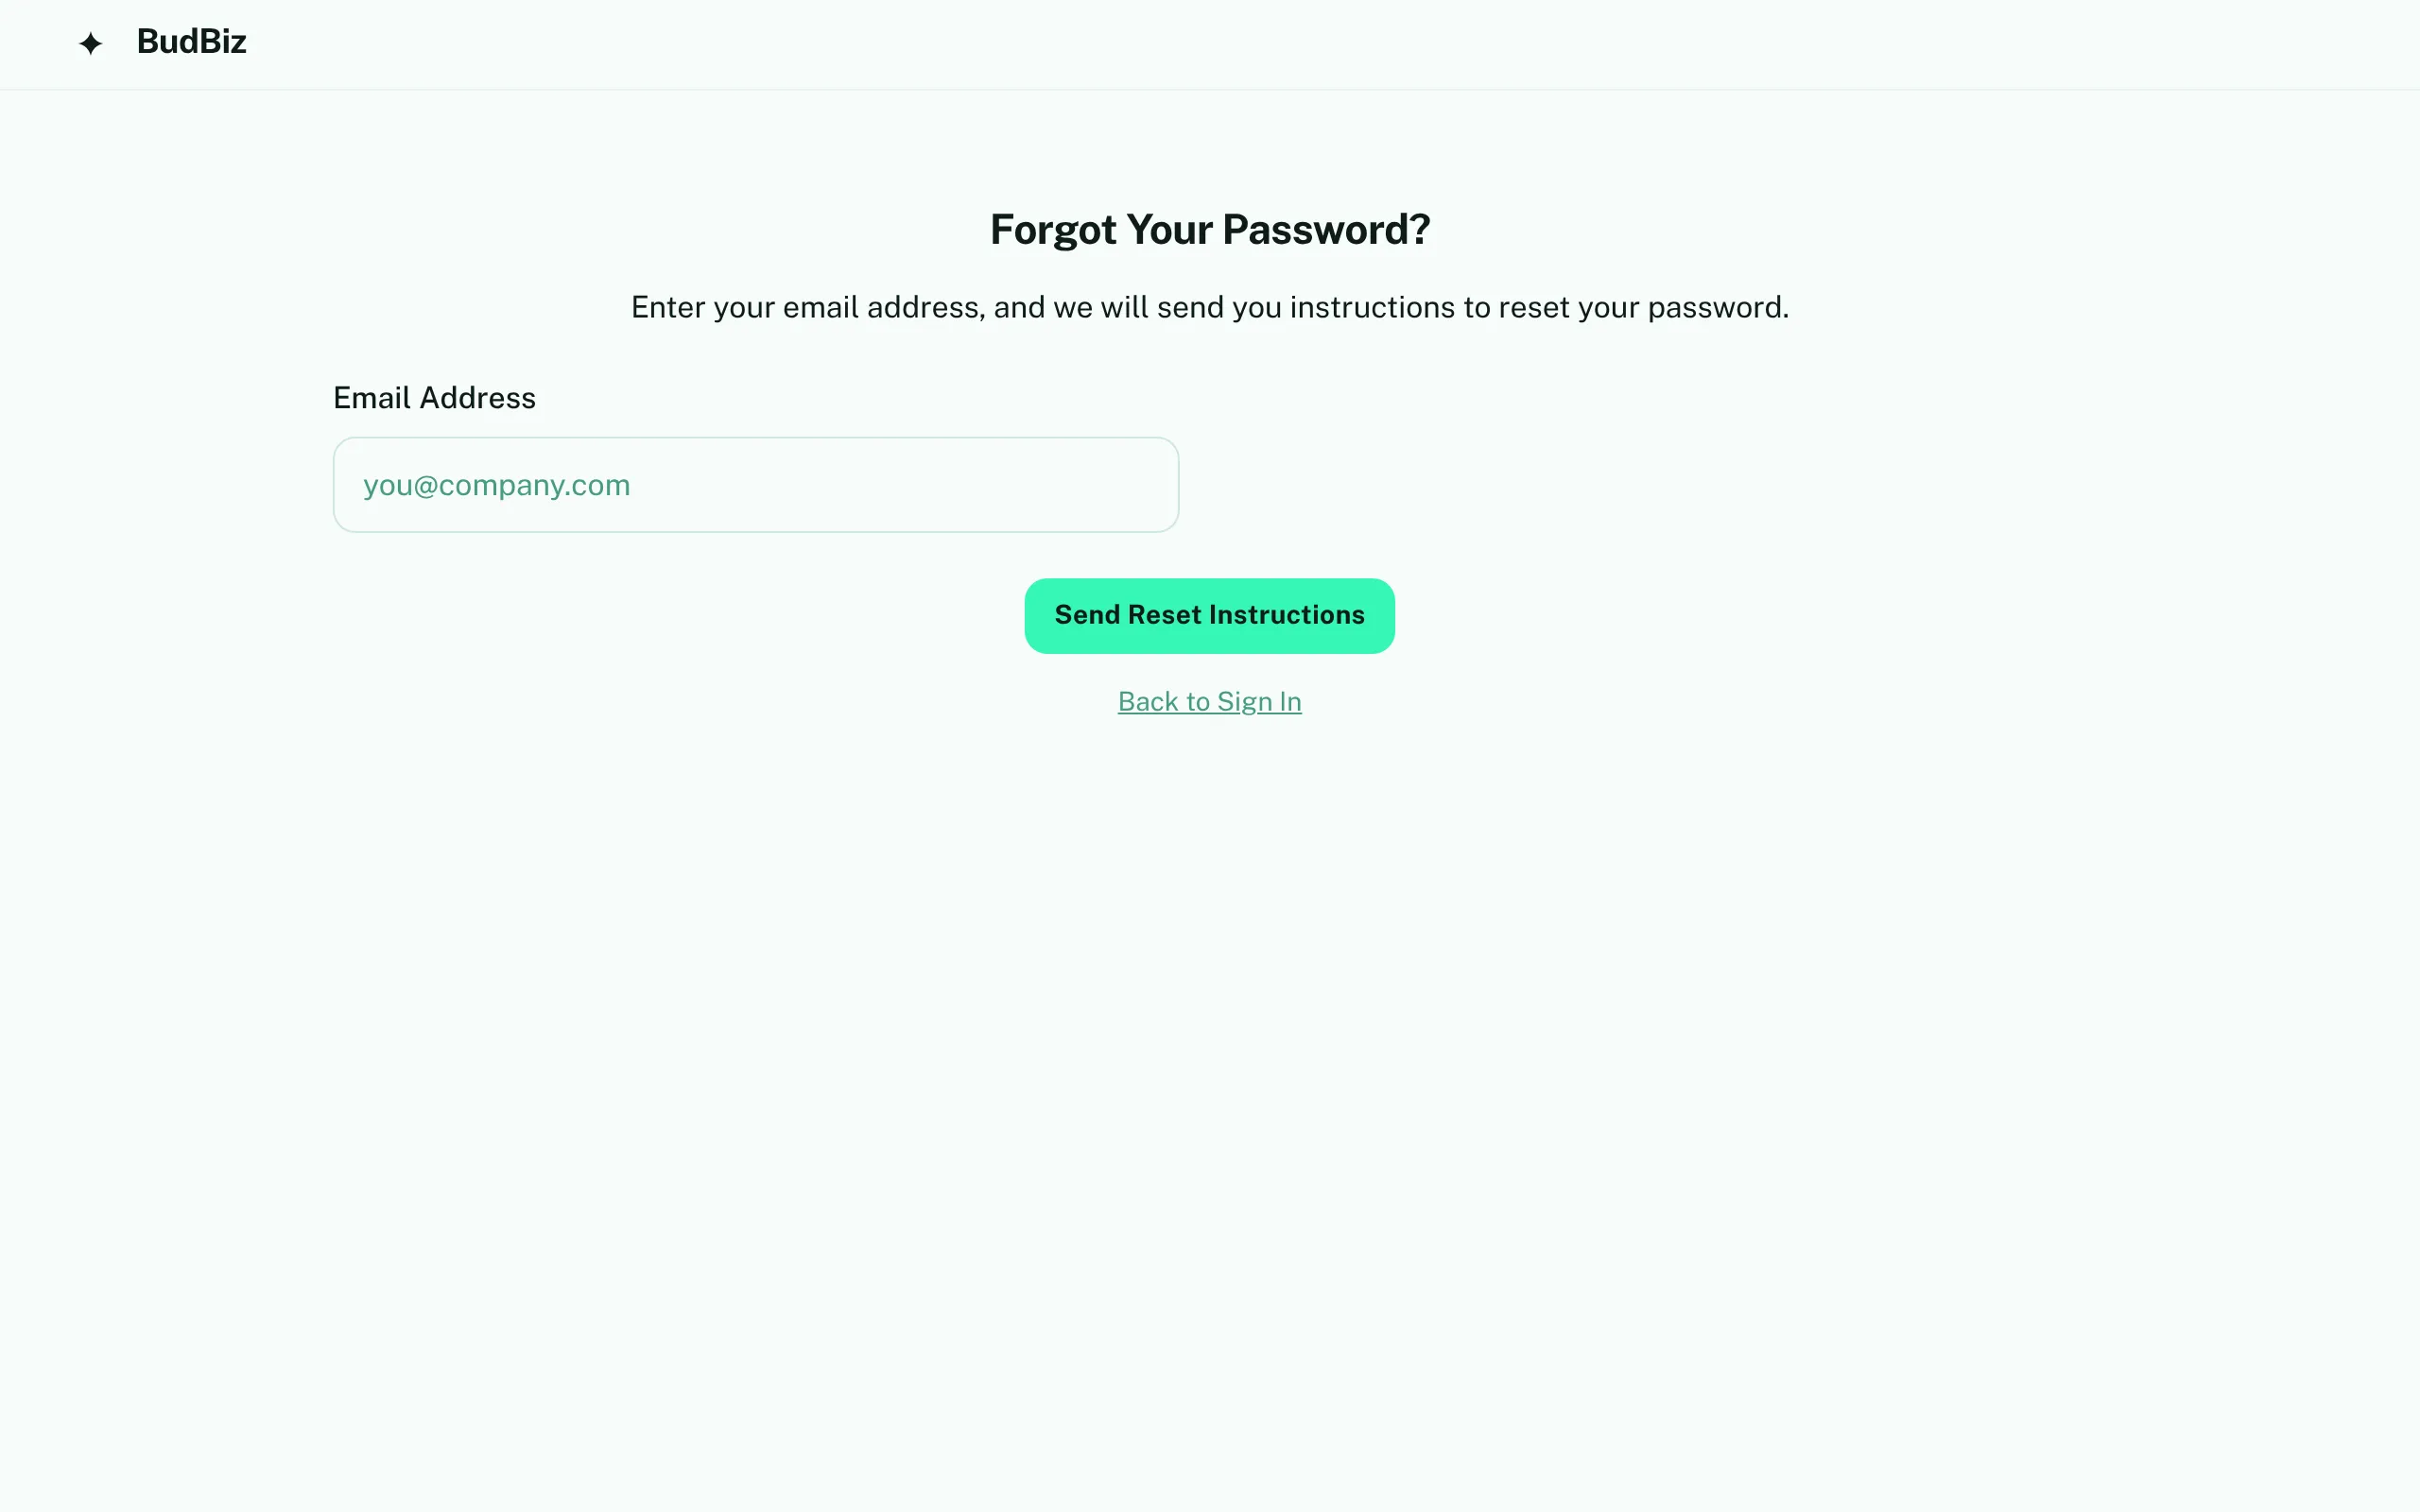 BudBiz
Forgot Your Password?
Enter your email address, and we will send you instructions to reset your password.
Email Address
you@company.com
Send Reset Instructions
Back to Sign In